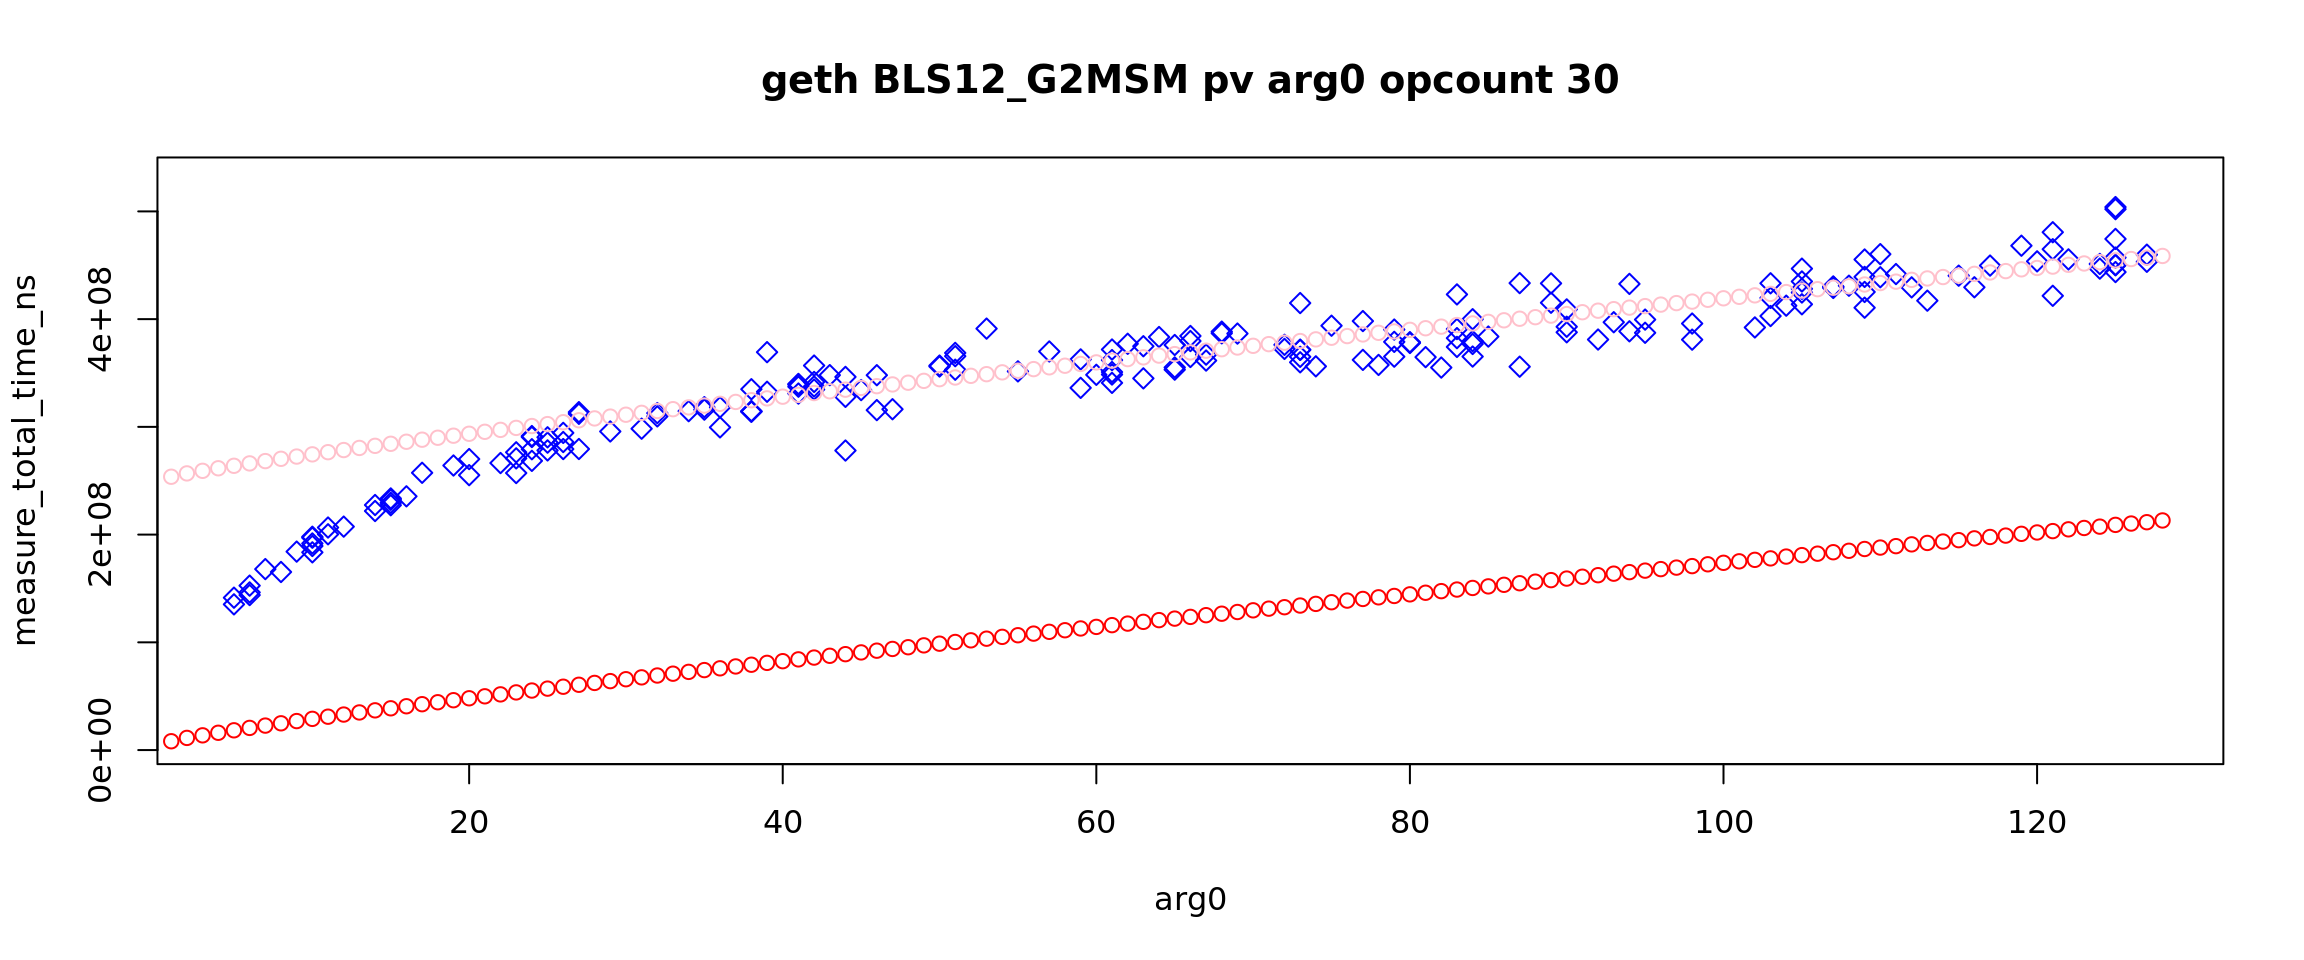 geth BLS12_G2MSM pv arg0 opcount 30
measure_total_time_ns
4e+08
2e+08
0e+00
20 40 60 80 100 120
arg0